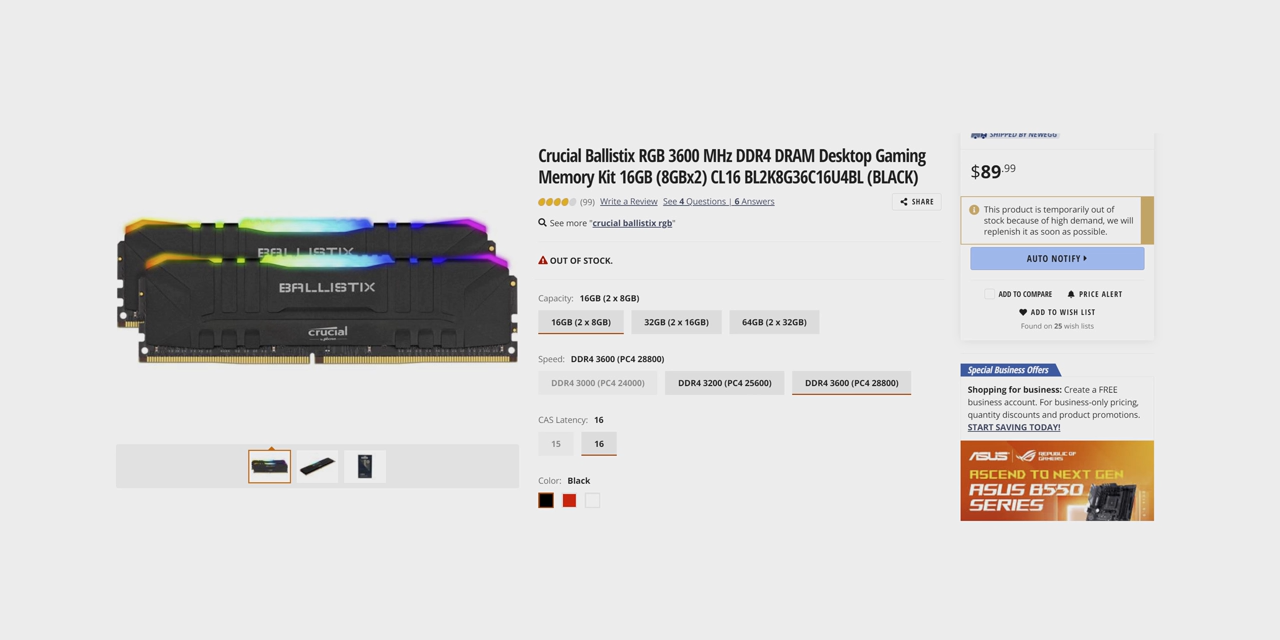 BALLISTIX
BALLISTIX
crucial
Crucial Ballistix RGB 3600 MHz DDR4 DRAM Desktop Gaming
Memory Kit 16GB (8GBx2) CL16 BL2K8G36C16U4BL (BLACK)
(99) Write a Review See 4 Questions | 6 Answers
SHARE
See more "crucial ballistix rgb"
OUT OF STOCK.
Capacity: 16GB (2 x 8GB)
16GB (2 x 8GB) 32GB (2 x 16GB) 64GB (2 x 32GB)
Speed: DDR4 3600 (PC4 28800)
DDR4 3000 (PC4 24000) DDR4 3200 (PC4 25600) DDR4 3600 (PC4 28800)
CAS Latency: 16
15 16
Color: Black
SHIPPED BY NEWEGG
$89.99
This product is temporarily out of
stock because of high demand, we will
replenish it as soon as possible.
AUTO NOTIFY
ADD TO COMPARE PRICE ALERT
ADD TO WISH LIST
Found on 25 wish lists
Special Business Offers
Shopping for business: Create a FREE
business account. For business-only pricing,
quantity discounts and product promotions.
START SAVING TODAY!
ASUS REPUBLIC OF
GAMERS
ASCEND TO NEXT GEN
ASUS B550
SERIES